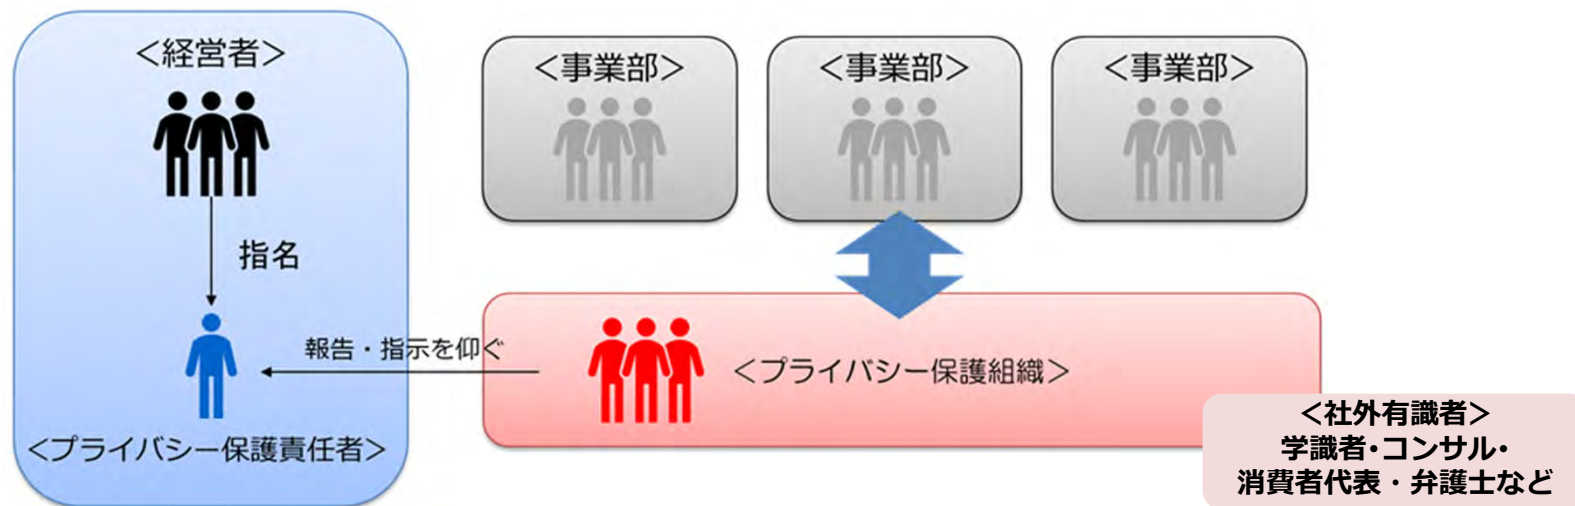 ＜経営者＞
指名
＜プライバシー保護責任者＞
＜事業部＞
＜事業部＞
＜事業部＞
報告・指示を仰ぐ
＜プライバシー保護組織＞
＜社外有識者＞
学識者・コンサル・
消費者代表・弁護士など